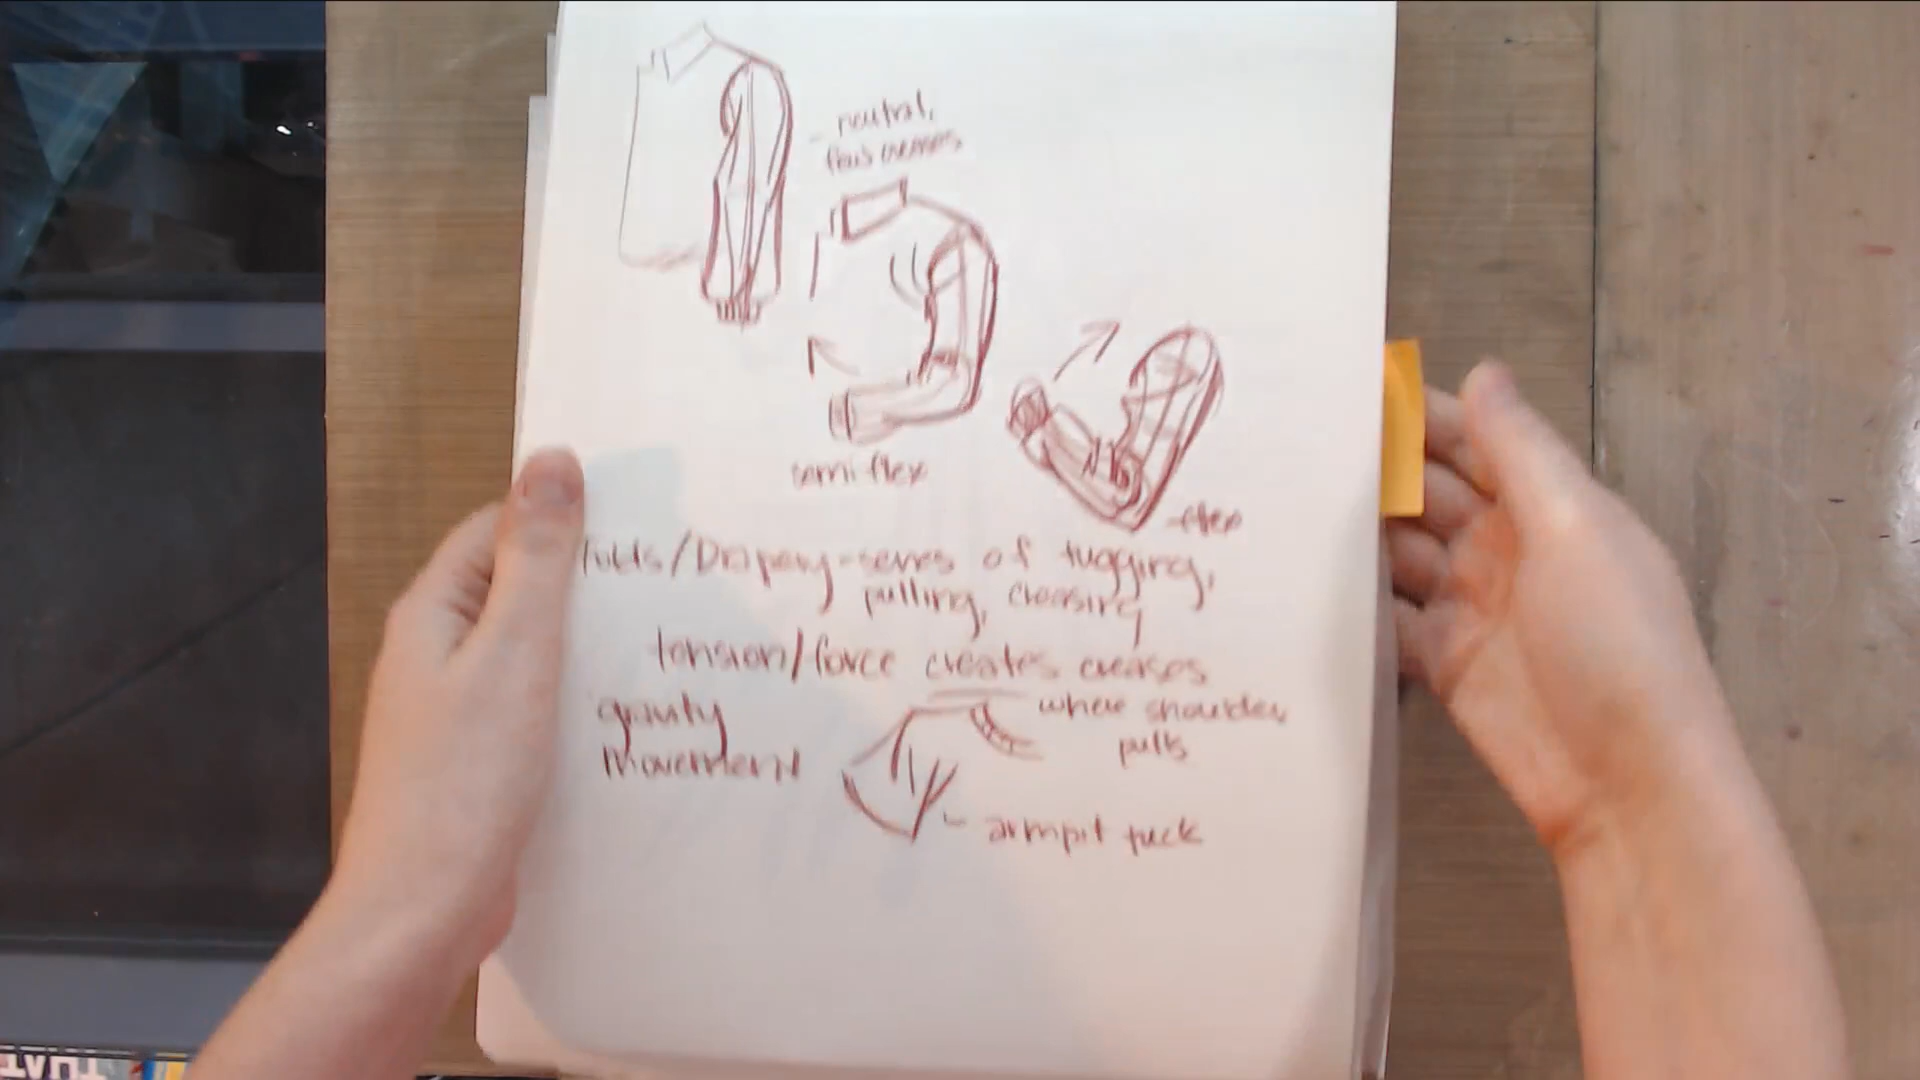 - neutral,
few creases
semi flex
- flex
folds/Drapery - series of tugging,
pulling, creasing
tension/force creates creases
gravity
movement
where shoulder
pulls
armpit tuck